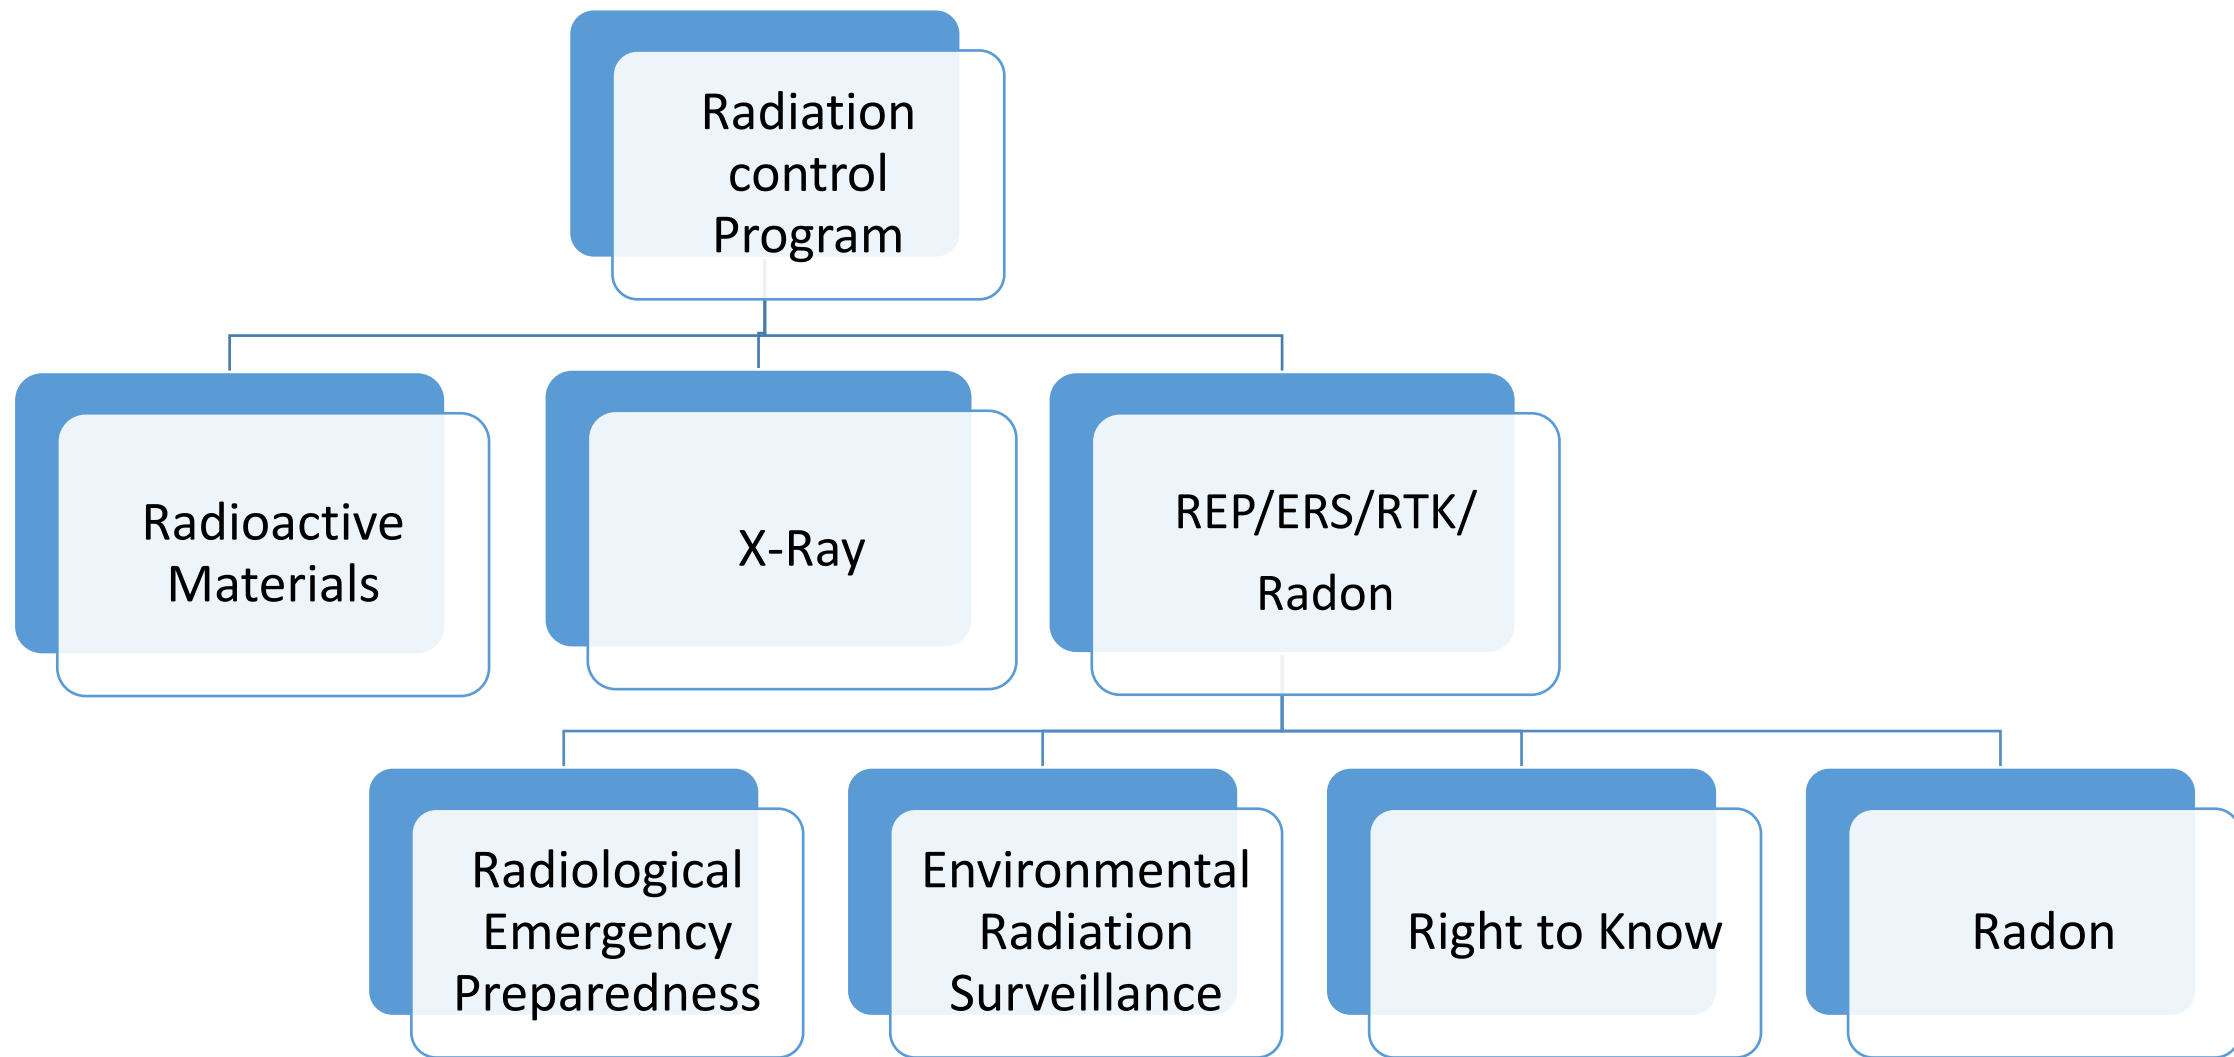 Radiation
control
Program
Radioactive
Materials
X-Ray
REP/ERS/RTK/
Radon
Radiological
Emergency
Preparedness
Environmental
Radiation
Surveillance
Right to Know
Radon